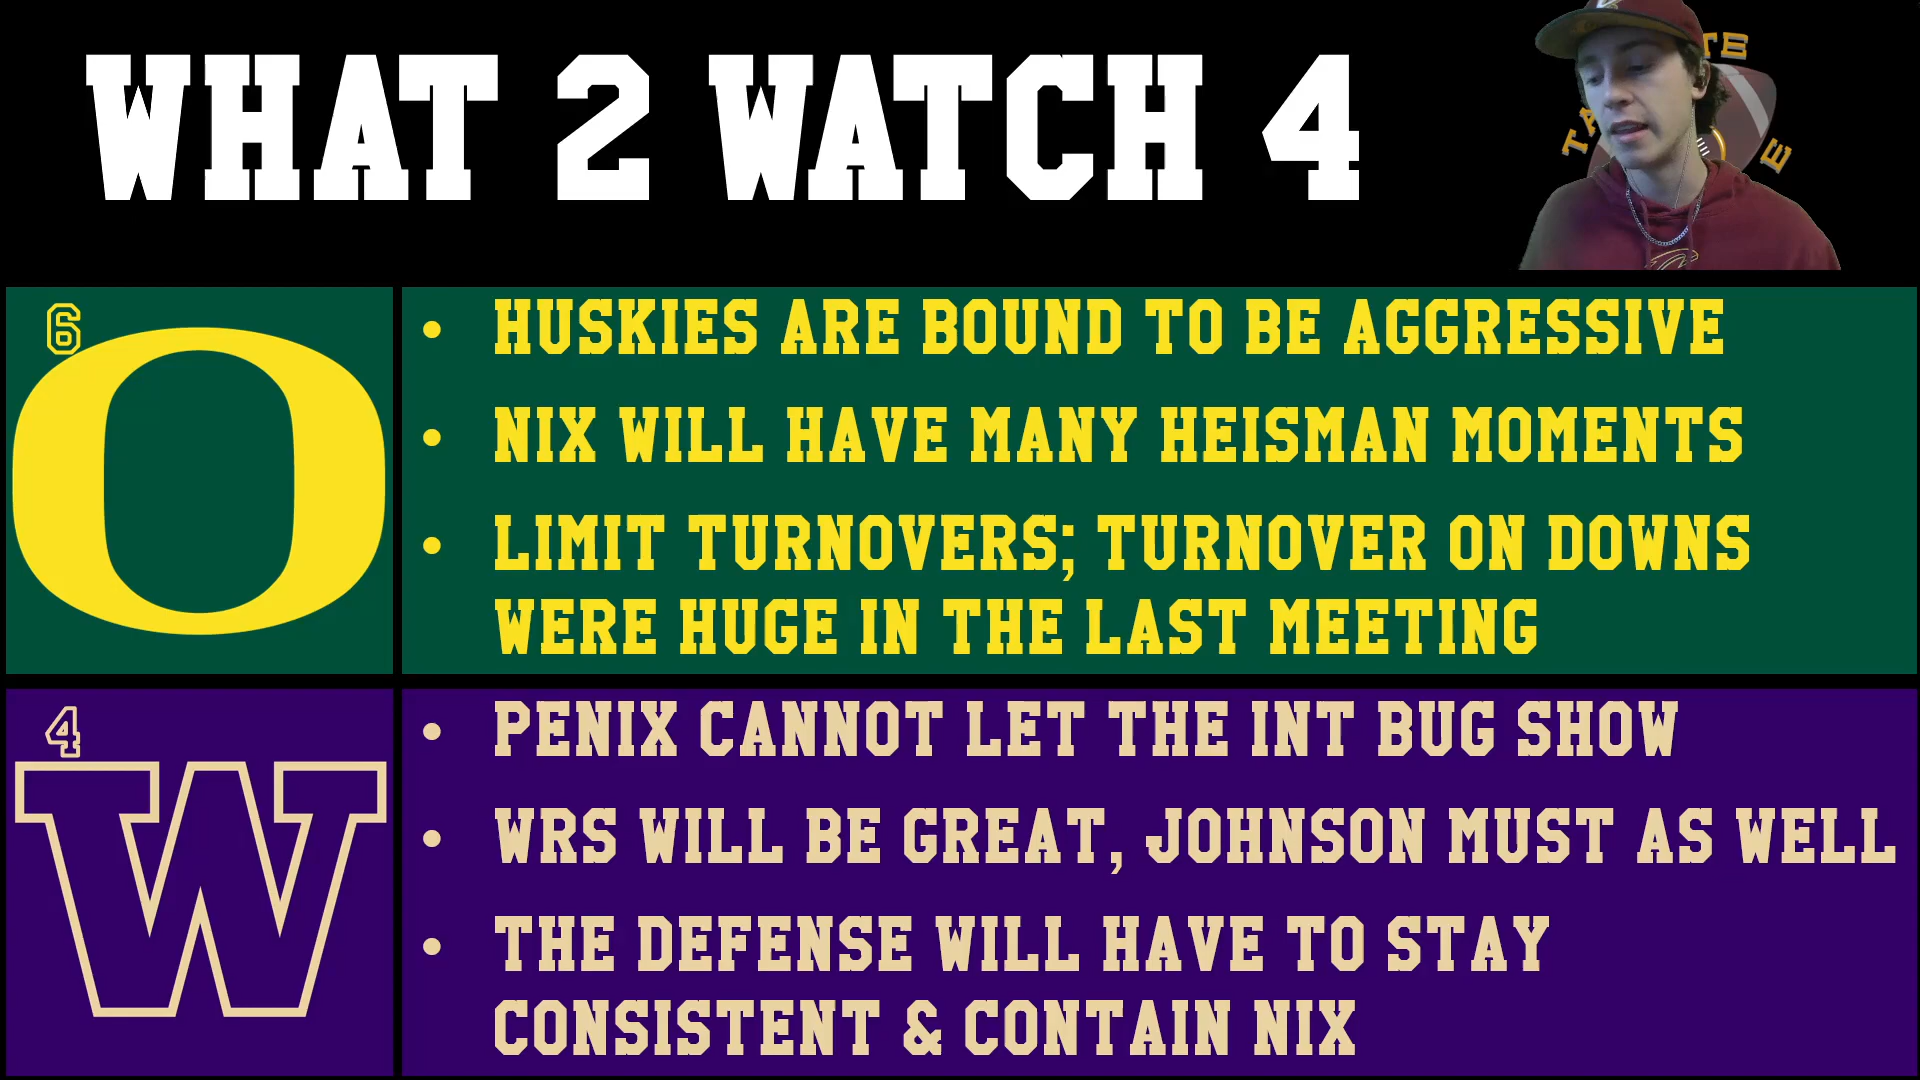 WHAT 2 WATCH 4
6
O
• HUSKIES ARE BOUND TO BE AGGRESSIVE
• NIX WILL HAVE MANY HEISMAN MOMENTS
• LIMIT TURNOVERS; TURNOVER ON DOWNS
WERE HUGE IN THE LAST MEETING
4
W
• PENIX CANNOT LET THE INT BUG SHOW
• WRS WILL BE GREAT, JOHNSON MUST AS WELL
• THE DEFENSE WILL HAVE TO STAY
CONSISTENT & CONTAIN NIX